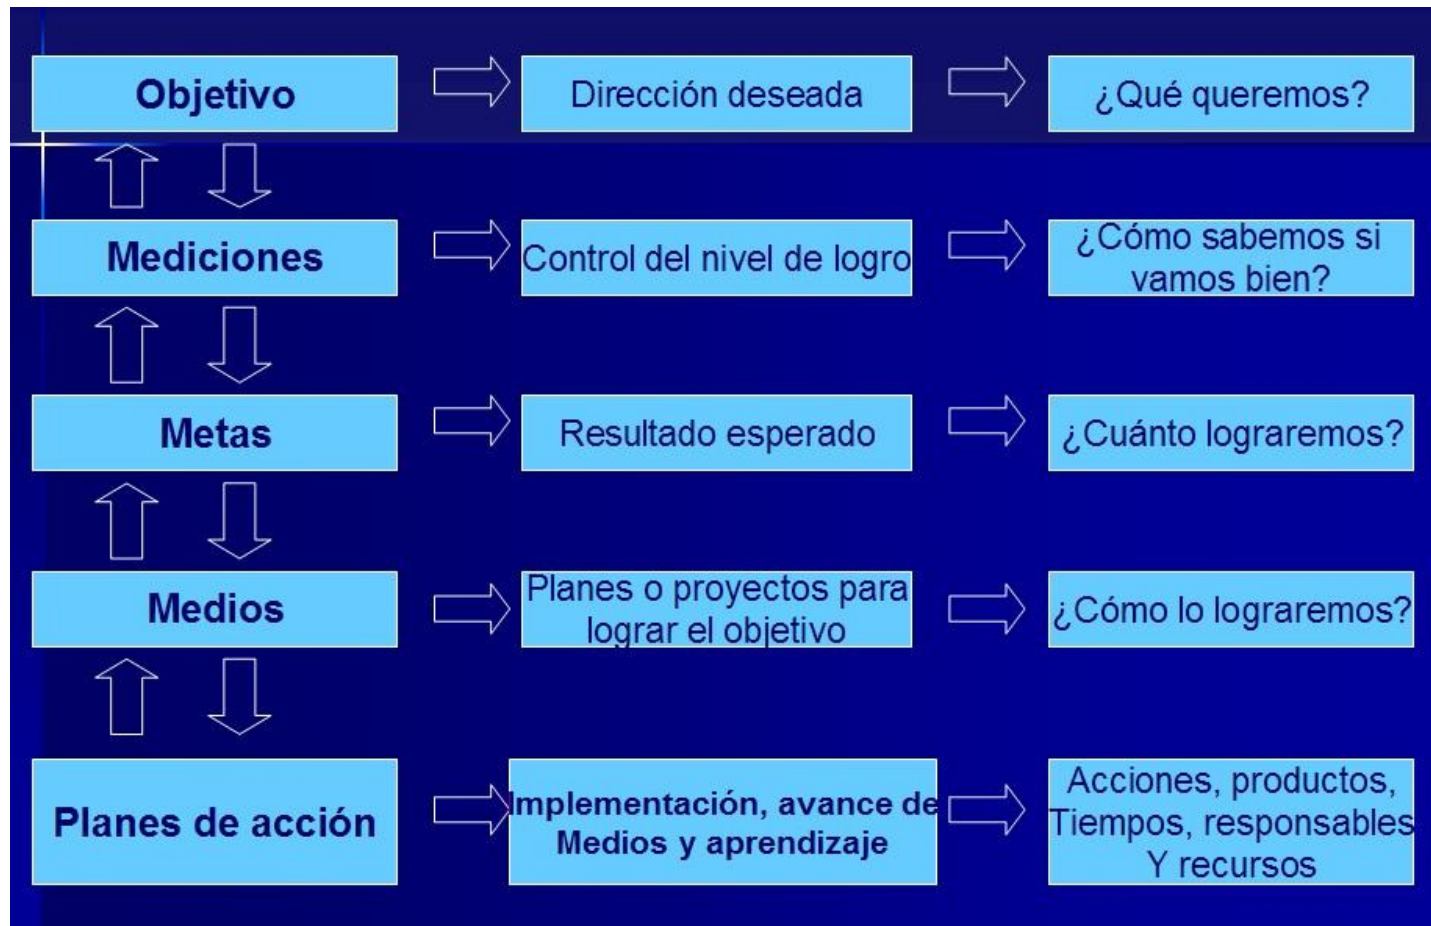 Objetivo
Dirección deseada
¿Qué queremos?
Mediciones
Control del nivel de logro
¿Cómo sabemos si
vamos bien?
Metas
Resultado esperado
¿Cuánto lograremos?
Medios
Planes o proyectos para
lograr el objetivo
¿Cómo lo lograremos?
Planes de acción
Implementación, avance de
Medios y aprendizaje
Acciones, productos,
Tiempos, responsables
Y recursos